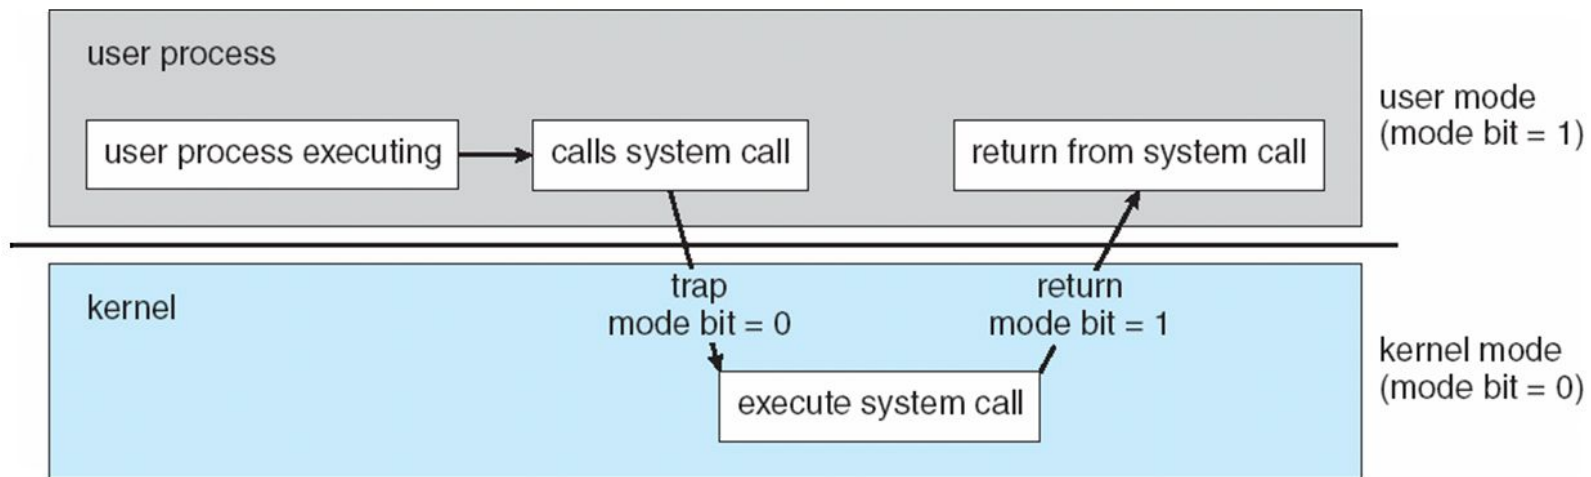 user process
user process executing
calls system call
return from system call
user mode
(mode bit = 1)
trap
mode bit = 0
return
mode bit = 1
kernel
execute system call
kernel mode
(mode bit = 0)